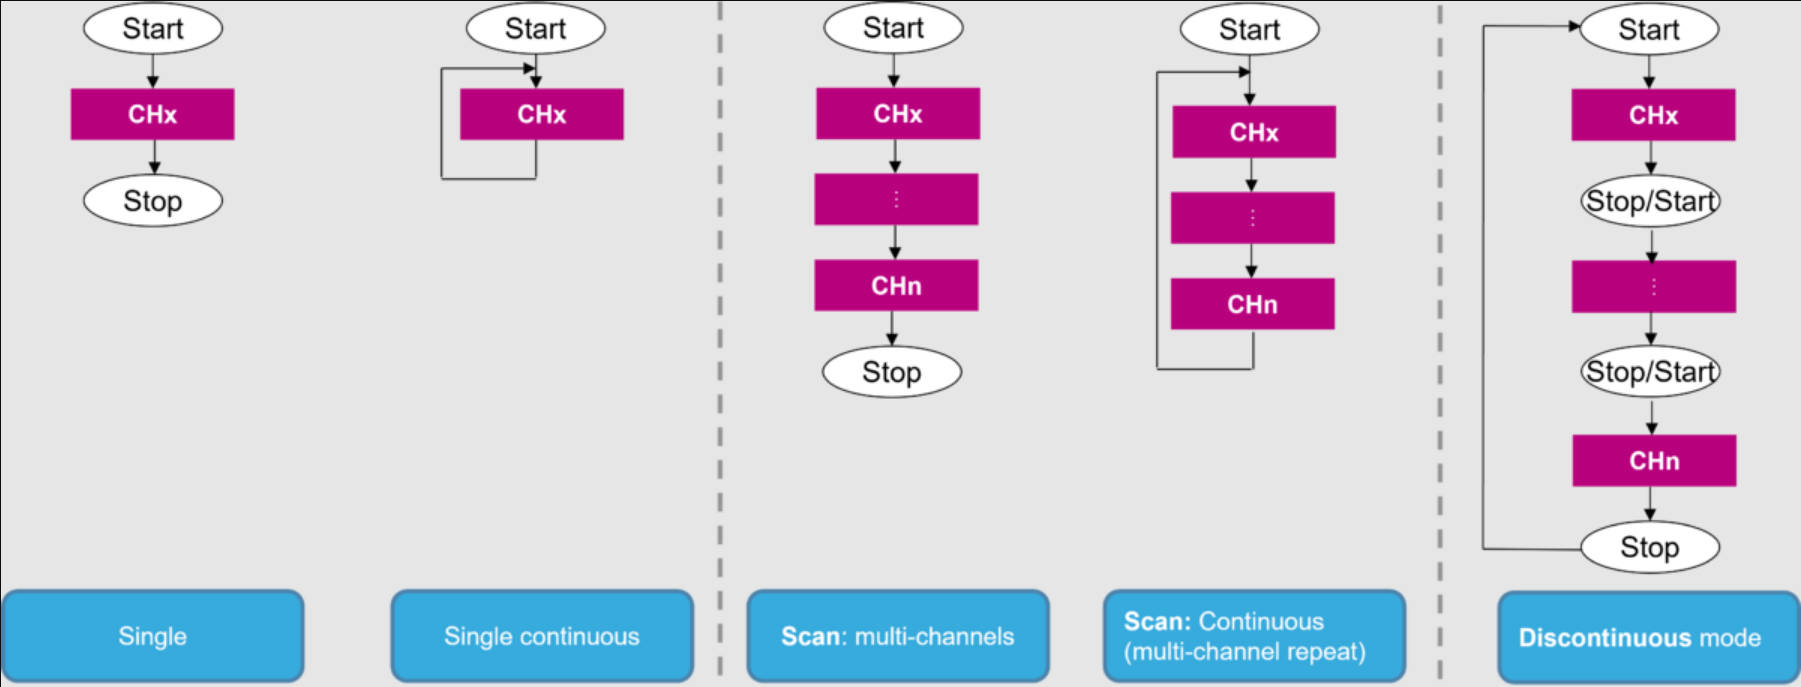 Start
CHx
Stop
Single
Start
CHx
Single continuous
Start
CHx
⋮
CHn
Stop
Scan: multi-channels
Start
CHx
⋮
CHn
Scan: Continuous
(multi-channel repeat)
Start
CHx
Stop/Start
⋮
Stop/Start
CHn
Stop
Discontinuous mode